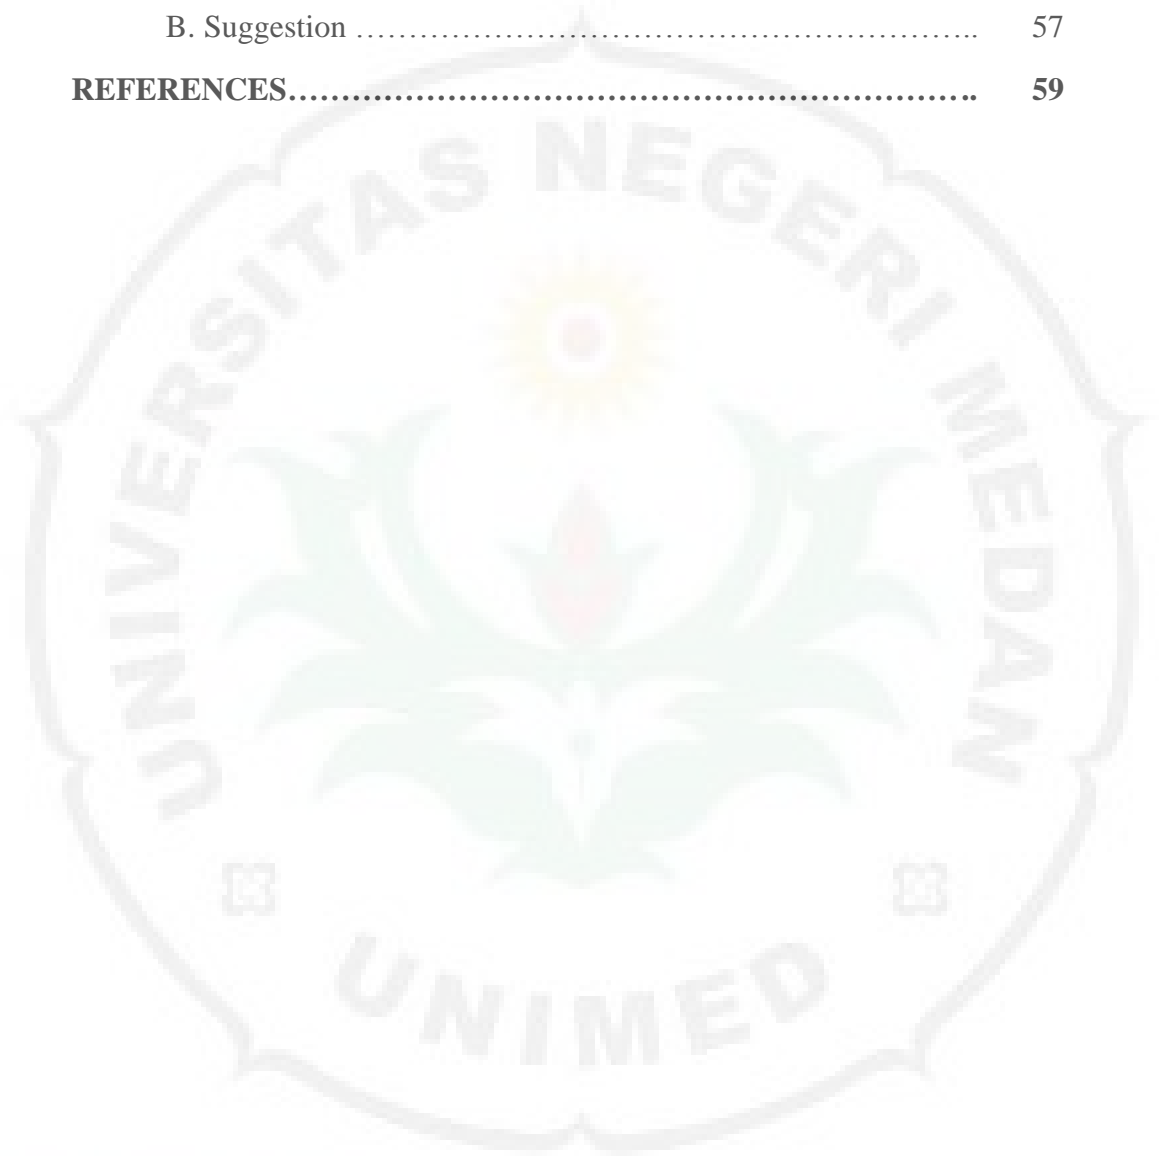 B. Suggestion ………………………………………………………….. 57
REFERENCES……………………………………………………….. 59
UNIVERSITAS NEGERI MEDAN
UNIMED